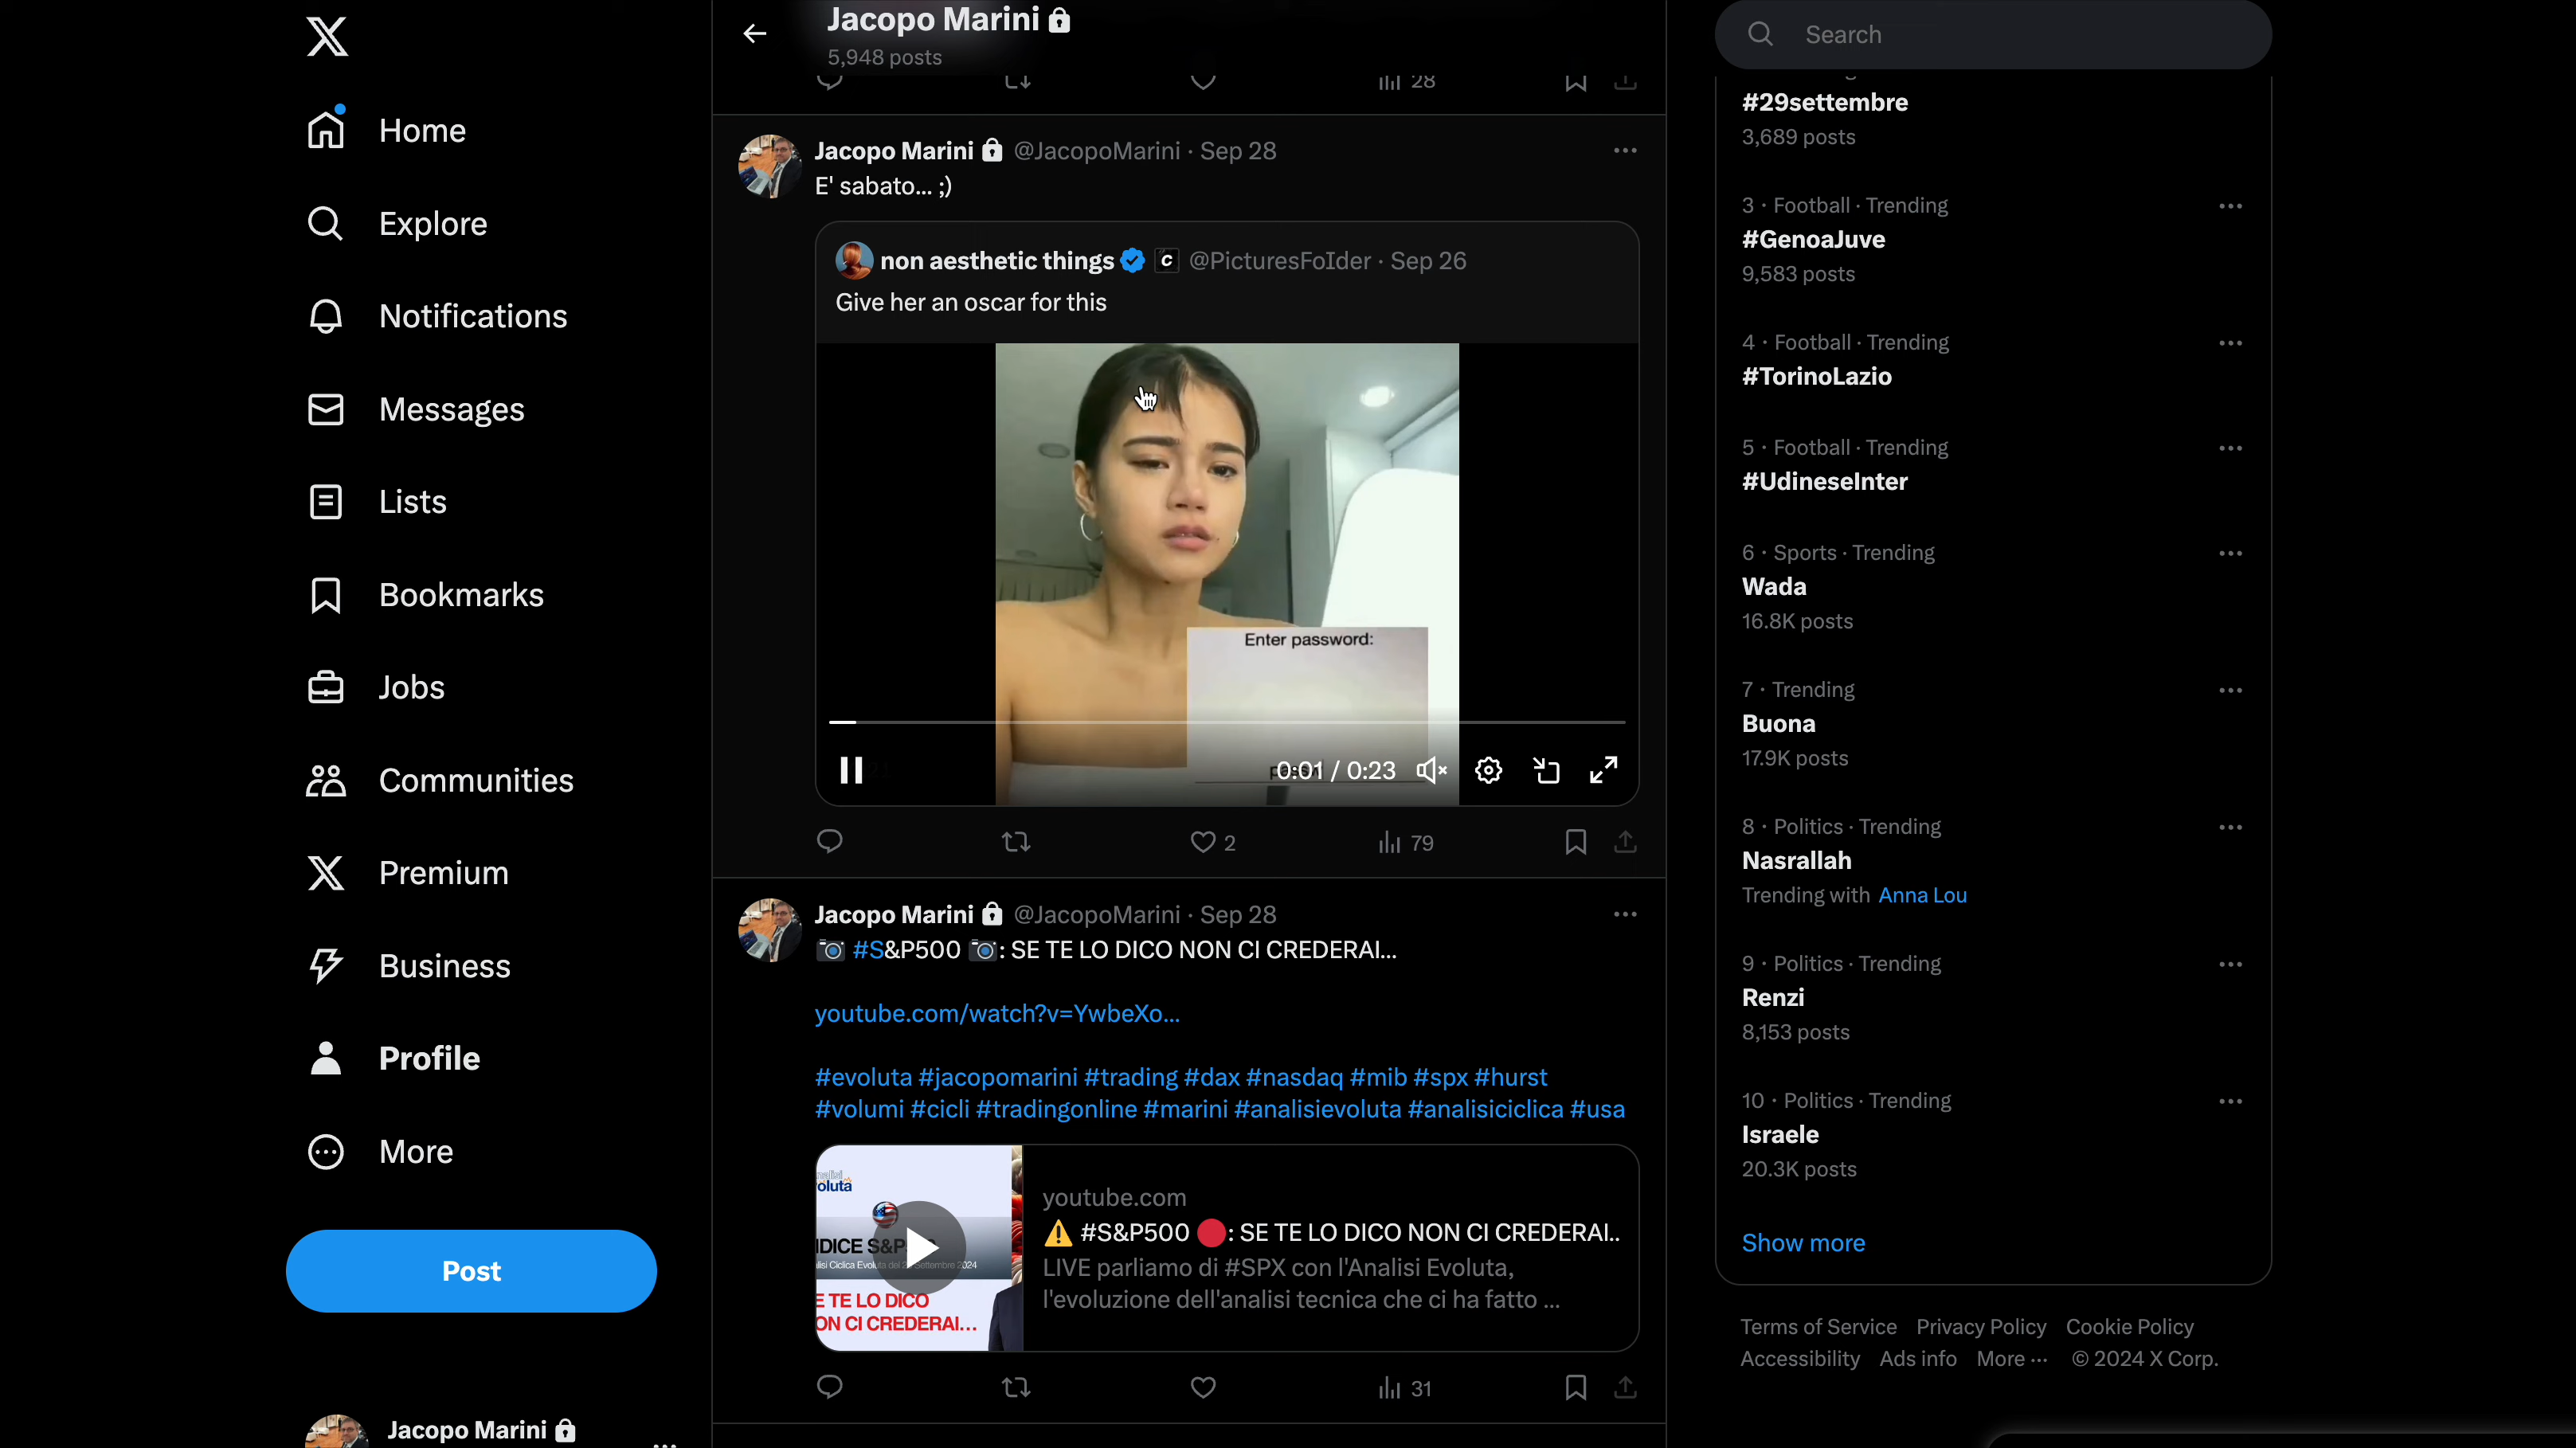 Home
Explore
Notifications
Messages
Lists
Bookmarks
Jobs
Communities
Premium
Business
Profile
More
Post
Jacopo Marini
Jacopo Marini
5,948 posts
28
Jacopo Marini @JacopoMarini · Sep 28
E' sabato... ;)
non aesthetic things @PicturesFoIder · Sep 26
Give her an oscar for this
Enter password:
0:01 / 0:23
2
79
Jacopo Marini @JacopoMarini · Sep 28
📷 #S&P500 📷: SE TE LO DICO NON CI CREDERAI...
youtube.com/watch?v=YwbeXo...
#evoluta #jacopomarini #trading #dax #nasdaq #mib #spx #hurst
#volumi #cicli #tradingonline #marini #analisievoluta #analisiciclica #usa
oluta
E TE LO DICO
ON CI CREDERAI...
youtube.com
⚠️ #S&P500 🔴: SE TE LO DICO NON CI CREDERAI..
LIVE parliamo di #SPX con l'Analisi Evoluta,
l'evoluzione dell'analisi tecnica che ci ha fatto ...
31
Search
#29settembre
3,689 posts
3 · Football · Trending
#GenoaJuve
9,583 posts
4 · Football · Trending
#TorinoLazio
5 · Football · Trending
#UdineseInter
6 · Sports · Trending
Wada
16.8K posts
7 · Trending
Buona
17.9K posts
8 · Politics · Trending
Nasrallah
Trending with Anna Lou
9 · Politics · Trending
Renzi
8,153 posts
10 · Politics · Trending
Israele
20.3K posts
Show more
Terms of Service Privacy Policy Cookie Policy
Accessibility Ads info More ··· © 2024 X Corp.